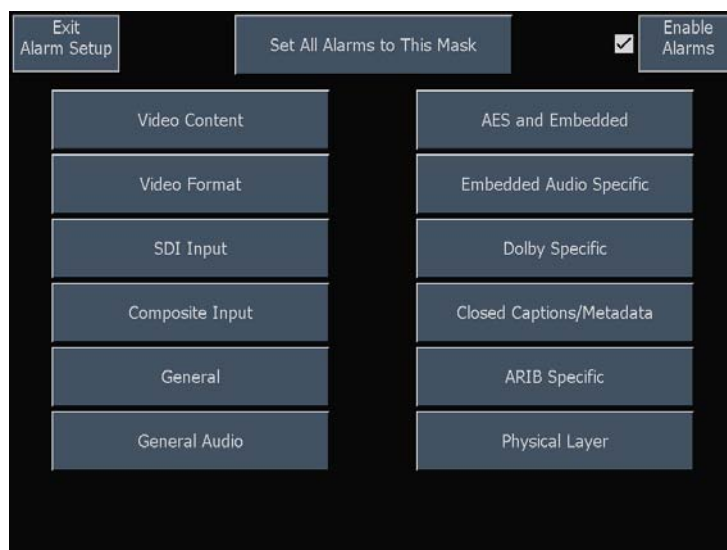 Exit
Alarm Setup
Set All Alarms to This Mask
Enable
Alarms
Video Content
AES and Embedded
Video Format
Embedded Audio Specific
SDI Input
Dolby Specific
Composite Input
Closed Captions/Metadata
General
ARIB Specific
General Audio
Physical Layer